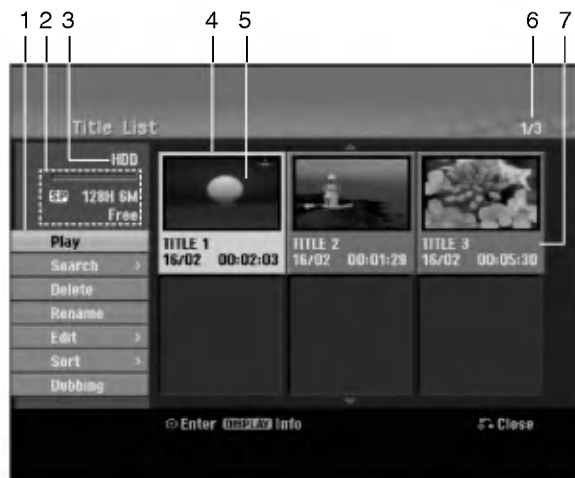 1 2 3 4 5 6 7
Title List
1/3
HDD
128H 6M
Free
Play
Search >
Delete
Rename
Edit >
Sort >
Dubbing
TITLE 1
16/02 00:02:03
TITLE 2
16/02 00:01:29
TITLE 3
16/02 00:05:30
Enter DISPLAY Info
Close